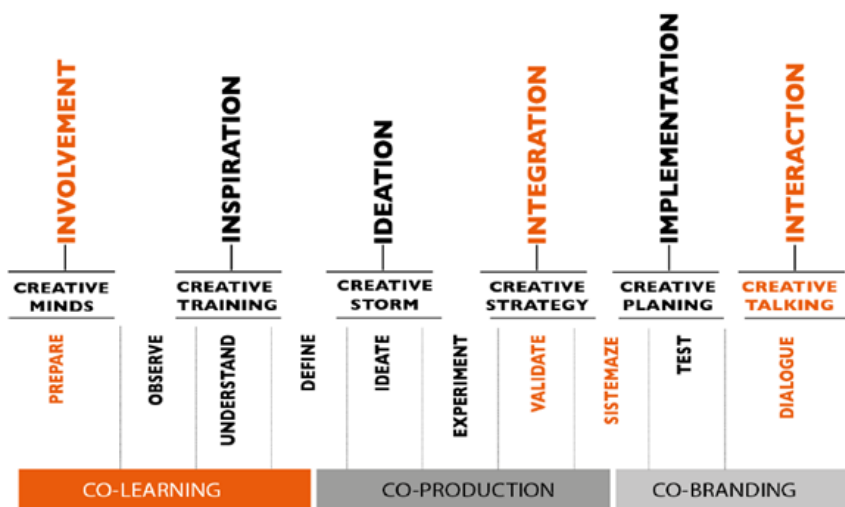 INVOLVEMENT
INSPIRATION
IDEATION
INTEGRATION
IMPLEMENTATION
INTERACTION
CREATIVE
MINDS
CREATIVE
TRAINING
CREATIVE
STORM
CREATIVE
STRATEGY
CREATIVE
PLANING
CREATIVE
TALKING
PREPARE
OBSERVE
UNDERSTAND
DEFINE
IDEATE
EXPERIMENT
VALIDATE
SISTEMAZE
TEST
DIALOGUE
CO-LEARNING
CO-PRODUCTION
CO-BRANDING